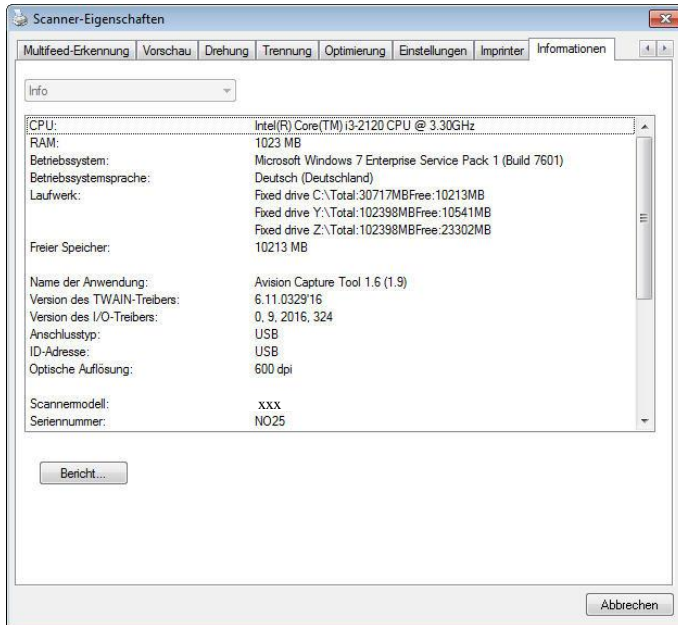 Scanner-Eigenschaften
Multifeed-Erkennung Vorschau Drehung Trennung Optimierung Einstellungen Imprinter Informationen
Info
CPU: Intel(R) Core(TM) i3-2120 CPU @ 3.30GHz
RAM: 1023 MB
Betriebssystem: Microsoft Windows 7 Enterprise Service Pack 1 (Build 7601)
Betriebssystemsprache: Deutsch (Deutschland)
Laufwerk: Fixed drive C:\Total:30717MBFree:10213MB
Fixed drive Y:\Total:102398MBFree:10541MB
Fixed drive Z:\Total:102398MBFree:23302MB
Freier Speicher: 10213 MB
Name der Anwendung: Avision Capture Tool 1.6 (1.9)
Version des TWAIN-Treibers: 6.11.0329'16
Version des I/O-Treibers: 0, 9, 2016, 324
Anschlusstyp: USB
ID-Adresse: USB
Optische Auflösung: 600 dpi
Scannermodell: xxx
Seriennummer: NO25
Bericht...
Abbrechen